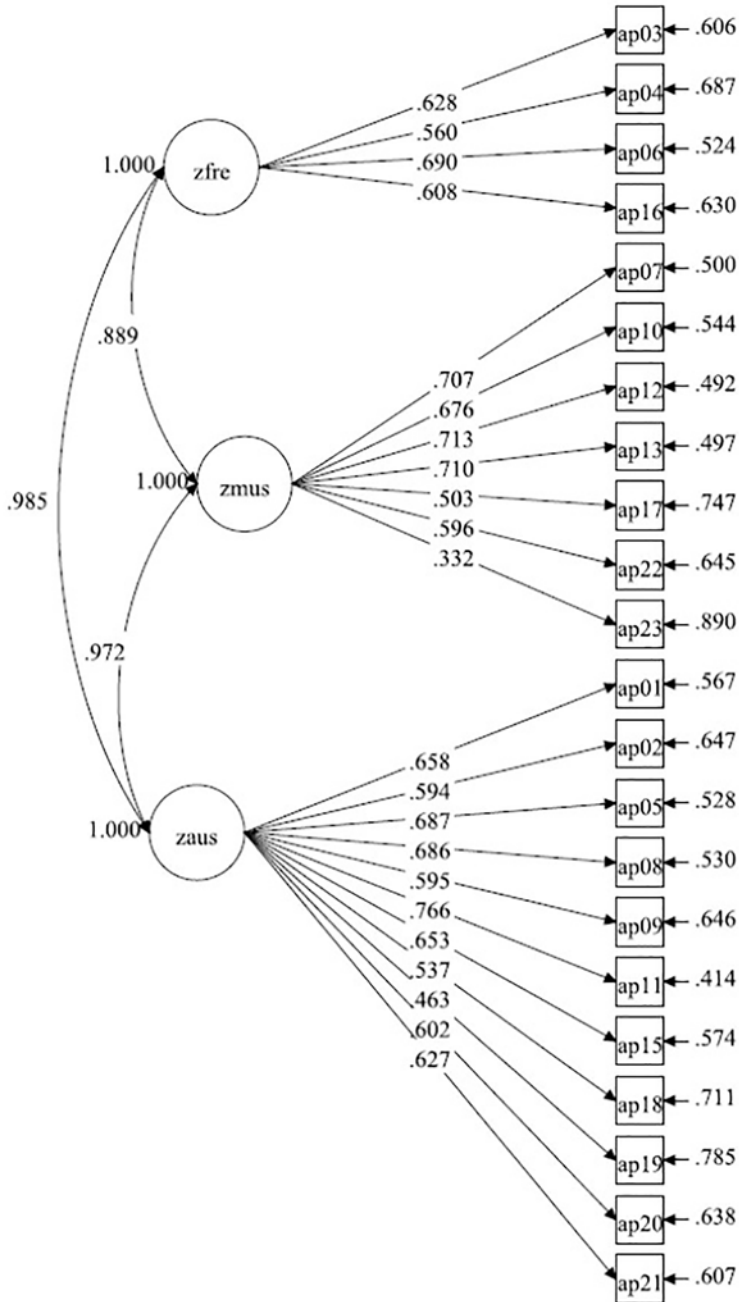 ap03 .606
.628
ap04 .687
.560
1.000 zfre
.690
ap06 .524
.608
ap16 .630
ap07 .500
.889
ap10 .544
.707
ap12 .492
.676
.713
ap13 .497
.710
1.000 zmus
.985
.503
ap17 .747
.596
.332
ap22 .645
ap23 .890
.972
ap01 .567
.658
ap02 .647
.594
ap05 .528
.687
1.000 zaus
.686
ap08 .530
.595
.766
ap09 .646
.653
.537
ap11 .414
.463
.602
ap15 .574
.627
ap18 .711
ap19 .785
ap20 .638
ap21 .607